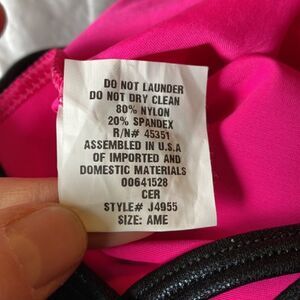 DO NOT LAUNDER
DO NOT DRY CLEAN
80% NYLON
20% SPANDEX
R/N# 45351
ASSEMBLED IN U.S.A
OF IMPORTED AND
DOMESTIC MATERIALS
00641528
CER
STYLE# J4955
SIZE: AME